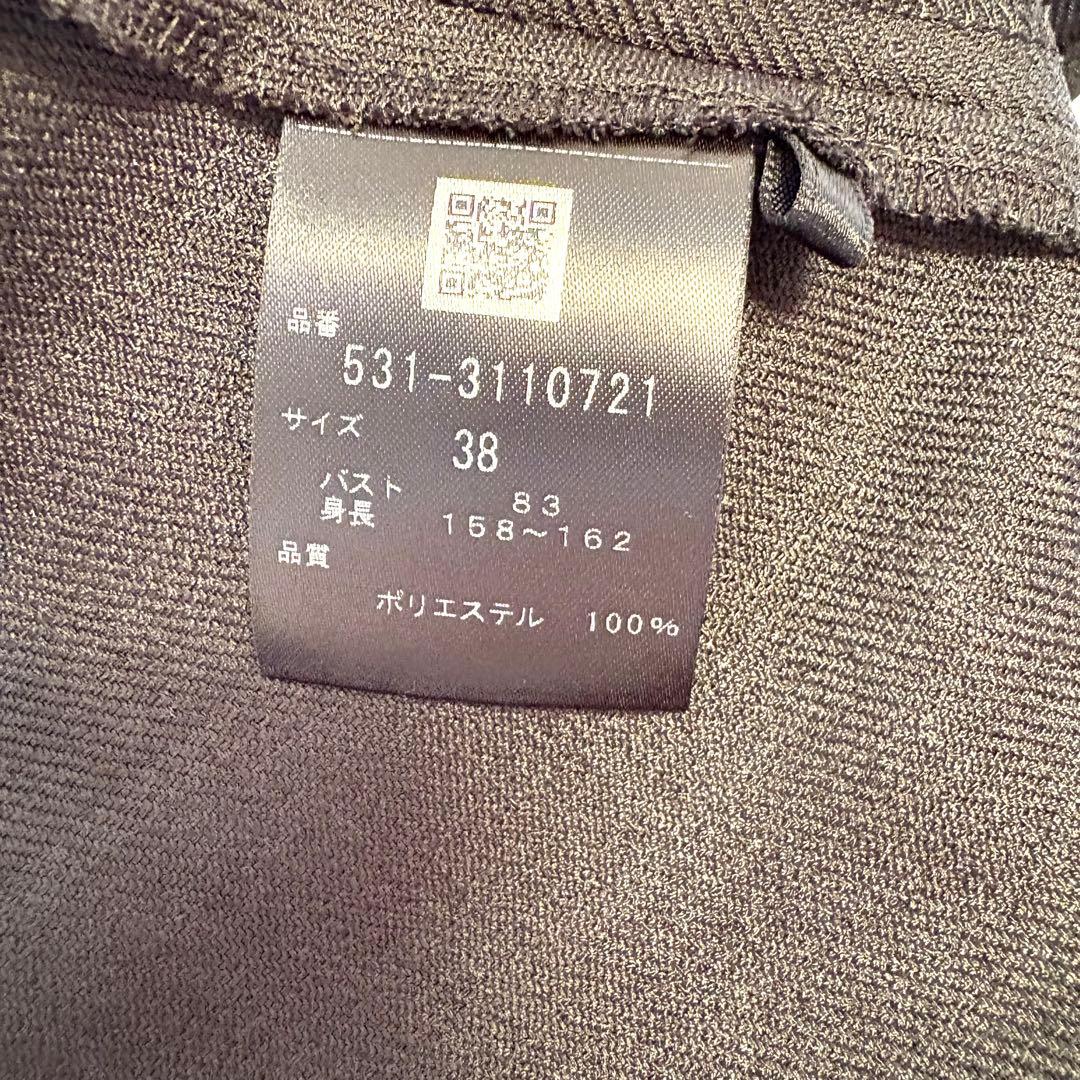 品番
531-3110721
サイズ
38
バスト 83
身長 158～162
品質
ポリエステル 100%